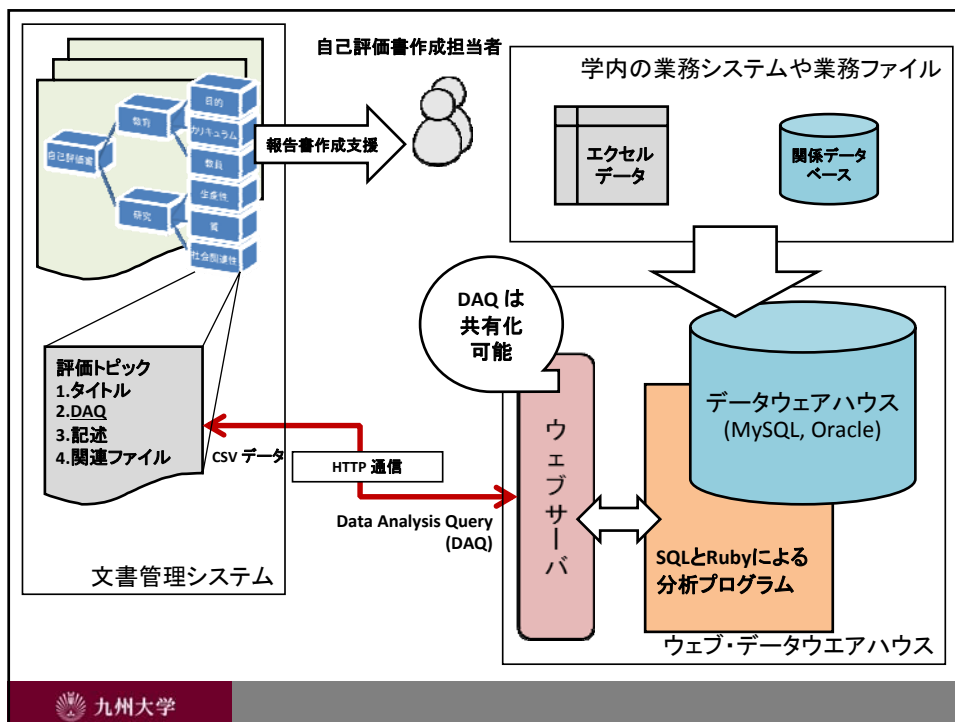 自己評価書作成担当者
学内の業務システムや業務ファイル
自己評価書
教育
研究
目的
カリキュラム
教員
生産性
質
社会関連性
報告書作成支援
エクセル
データ
関係データ
ベース
DAQ は
共有化
可能
評価トピック
1.タイトル
2.DAQ
3.記述
4.関連ファイル
CSV データ
HTTP 通信
Data Analysis Query
(DAQ)
ウェブサーバ
データウェアハウス
(MySQL, Oracle)
SQLとRubyによる
分析プログラム
文書管理システム
ウェブ・データウエアハウス
九州大学